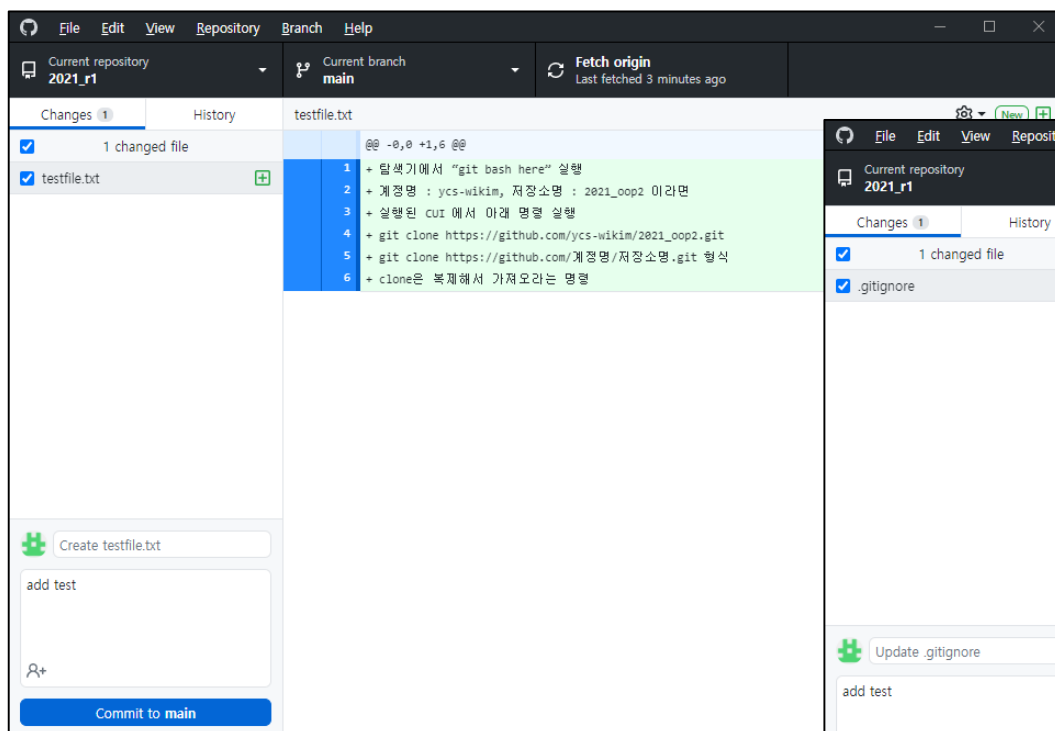 File Edit View Repository Branch Help
Current repository
2021_r1
Current branch
main
Fetch origin
Last fetched 3 minutes ago
Changes 1 History
testfile.txt
New
1 changed file
testfile.txt
@@ -0,0 +1,6 @@
1 + 탐색기에서 “git bash here” 실행
2 + 계정명 : ycs-wikim, 저장소명 : 2021_oop2 이라면
3 + 실행된 CUI 에서 아래 명령 실행
4 + git clone https://github.com/ycs-wikim/2021_oop2.git
5 + git clone https://github.com/계정명/저장소명.git 형식
6 + clone은 복제해서 가져오라는 명령
Create testfile.txt
add test
Commit to main
File Edit View Reposit
Current repository
2021_r1
Changes 1 History
1 changed file
.gitignore
Update .gitignore
add test